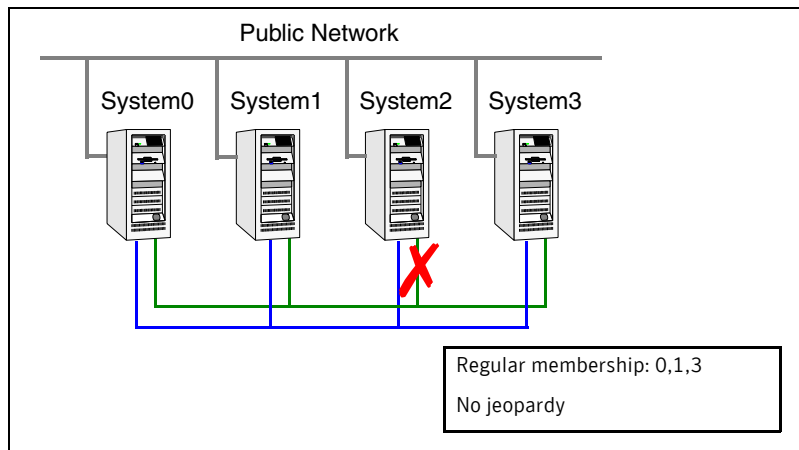 Public Network
System0 System1 System2 System3
Regular membership: 0,1,3
No jeopardy